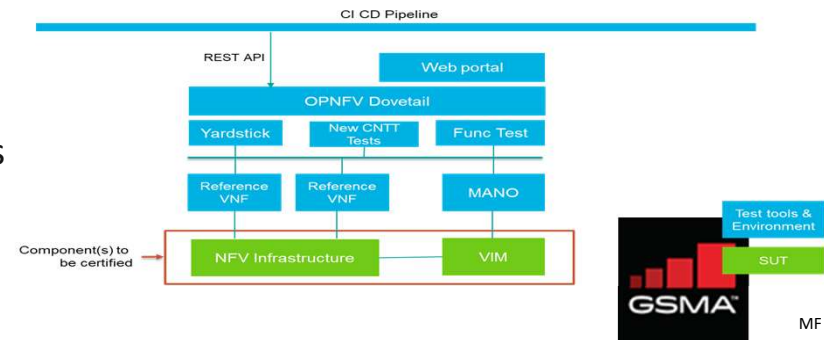 CI CD Pipeline
REST API
Web portal
OPNFV Dovetail
Yardstick
New CNTT
Tests
Func Test
s
Reference
VNF
Reference
VNF
MANO
Test tools &
Environment
Component(s) to
be certified
NFV Infrastructure
VIM
SUT
GSMA™
MF